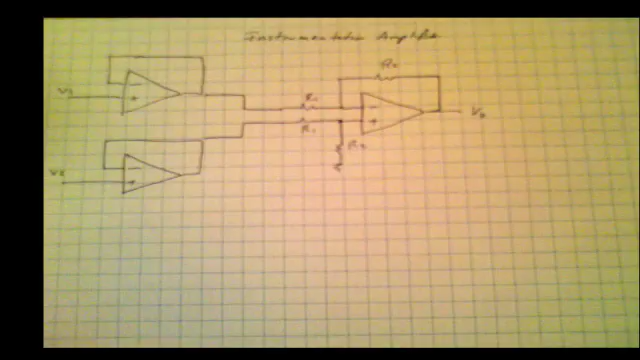 Instrumentation Amplifier
R2
V1
R1
-
-
+
+
Vo
R1
R2
-
V2
+